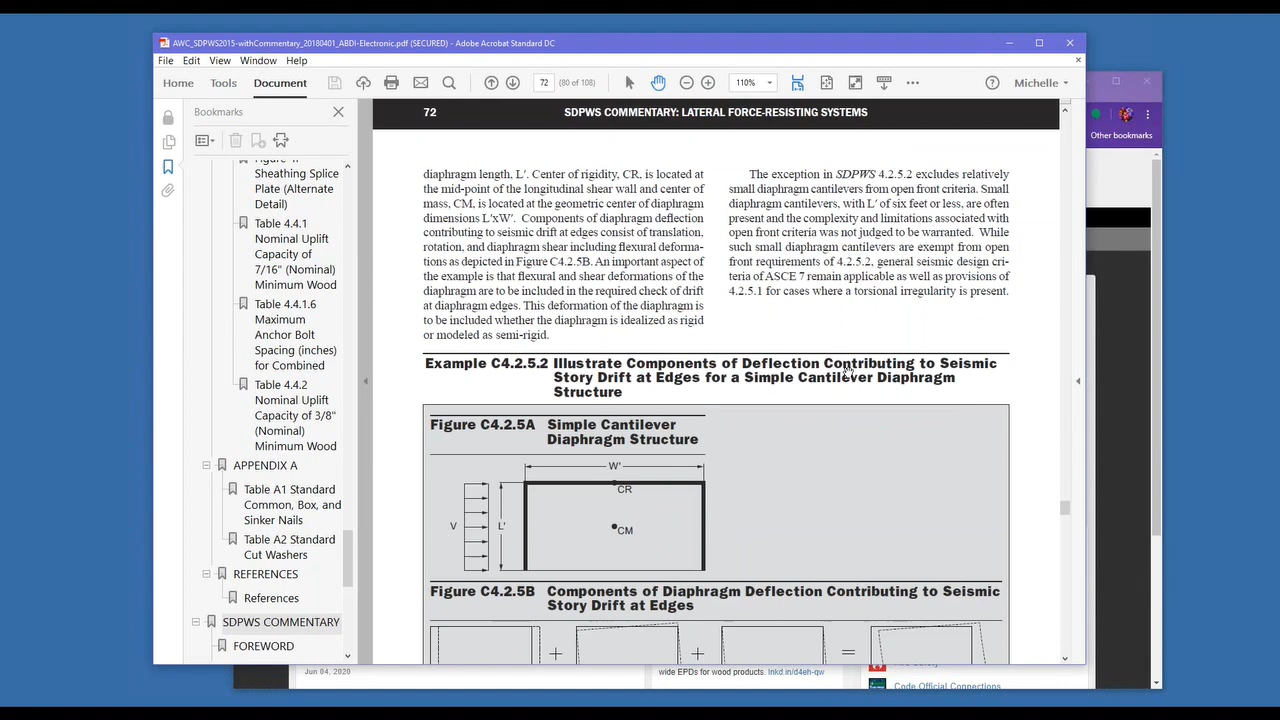 AWC_SDPWS2015-withCommentary_20180401_ABDI-Electronic.pdf (SECURED) - Adobe Acrobat Standard DC
File Edit View Window Help
Home Tools Document 72 (80 of 108) 110% Michelle
Other bookmarks
Bookmarks
Sheathing Splice
Plate (Alternate
Detail)
Table 4.4.1
Nominal Uplift
Capacity of
7/16" (Nominal)
Minimum Wood
Table 4.4.1.6
Maximum
Anchor Bolt
Spacing (inches)
for Combined
Table 4.4.2
Nominal Uplift
Capacity of 3/8"
(Nominal)
Minimum Wood
APPENDIX A
Table A1 Standard
Common, Box, and
Sinker Nails
Table A2 Standard
Cut Washers
REFERENCES
References
SDPWS COMMENTARY
FOREWORD
72 SDPWS COMMENTARY: LATERAL FORCE-RESISTING SYSTEMS
diaphragm length, L′. Center of rigidity, CR, is located at
the mid-point of the longitudinal shear wall and center of
mass, CM, is located at the geometric center of diaphragm
dimensions L′xW′. Components of diaphragm deflection
contributing to seismic drift at edges consist of translation,
rotation, and diaphragm shear including flexural deforma-
tions as depicted in Figure C4.2.5B. An important aspect of
the example is that flexural and shear deformations of the
diaphragm are to be included in the required check of drift
at diaphragm edges. This deformation of the diaphragm is
to be included whether the diaphragm is idealized as rigid
or modeled as semi-rigid.
The exception in SDPWS 4.2.5.2 excludes relatively
small diaphragm cantilevers from open front criteria. Small
diaphragm cantilevers, with L′ of six feet or less, are often
present and the complexity and limitations associated with
open front criteria was not judged to be warranted. While
such small diaphragm cantilevers are exempt from open
front requirements of 4.2.5.2, general seismic design cri-
teria of ASCE 7 remain applicable as well as provisions of
4.2.5.1 for cases where a torsional irregularity is present.
Example C4.2.5.2 Illustrate Components of Deflection Contributing to Seismic
Story Drift at Edges for a Simple Cantilever Diaphragm
Structure
Figure C4.2.5A Simple Cantilever
Diaphragm Structure
W'
CR
V L' CM
Figure C4.2.5B Components of Diaphragm Deflection Contributing to Seismic
Story Drift at Edges
+ + =
Jun 04, 2020
wide EPDs for wood products. lnkd.in/d4eh-qw
Code Official Connections